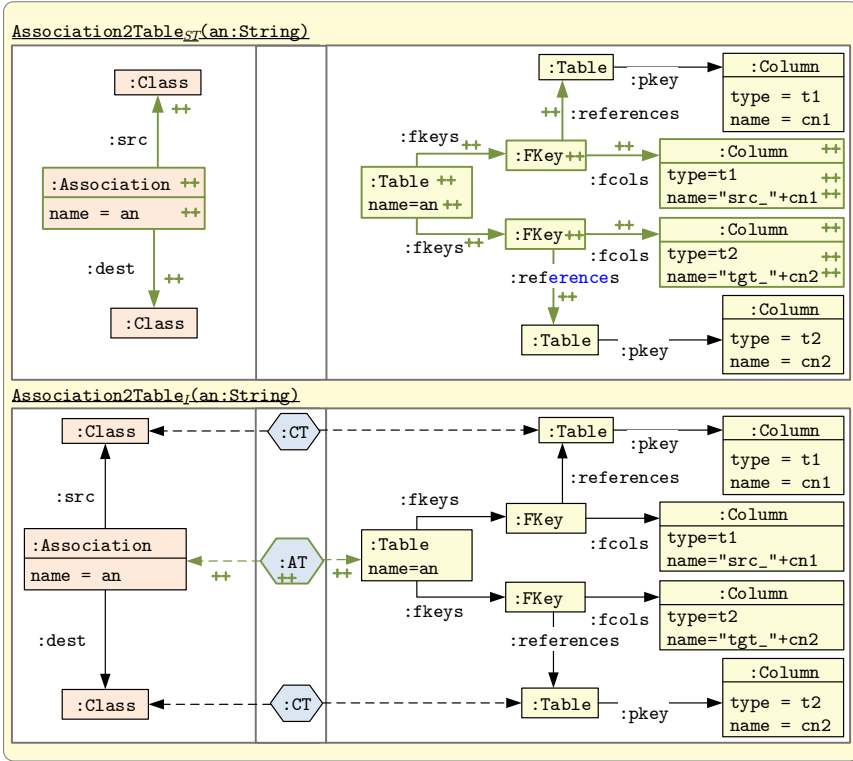 Association2Table_ST(an:String)
:Class
++
:src
:Association ++
name = an ++
:dest
++
:Class
:Table
:pkey
:Column
type = t1
name = cn1
++
:references
:fkeys
++
:FKey++
++
:fcols
:Column ++
type=t1 ++
name="src_"+cn1 ++
:Table ++
name=an ++
:fkeys
++
:FKey++
++
:fcols
:Column ++
type=t2 ++
name="tgt_"+cn2 ++
:references
++
:Table
:pkey
:Column
type = t2
name = cn2
Association2Table_I(an:String)
:Class
:CT
:Table
:pkey
:Column
type = t1
name = cn1
:src
:references
:fkeys
:FKey
:fcols
:Column
type=t1
name="src_"+cn1
:Association
name = an
++
:AT
++
++
:Table
name=an
:fkeys
:FKey
:fcols
:Column
type=t2
name="tgt_"+cn2
:dest
:references
:Class
:CT
:Table
:pkey
:Column
type = t2
name = cn2